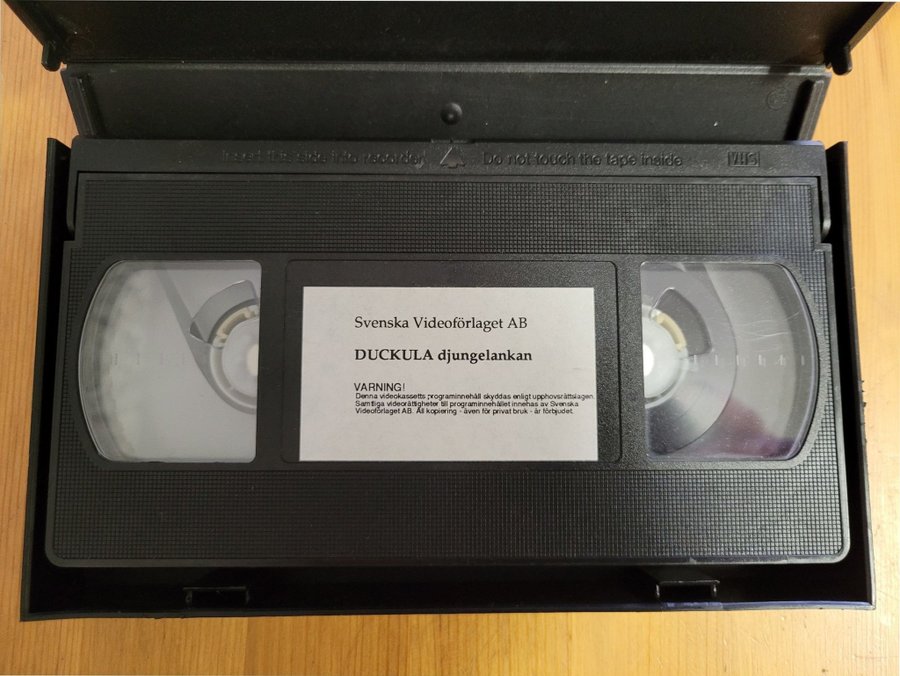 Insert this side into recorder Do not touch the tape inside VHS
Svenska Videoförlaget AB
DUCKULA djungelankan
VARNING!
Denna videokassetts programinnehåll skyddas enligt upphovsrättslagen.
Samtliga videorättigheter till programinnehållet innehas av Svenska
Videoförlaget AB. All kopiering - även för privat bruk - är förbjudet.